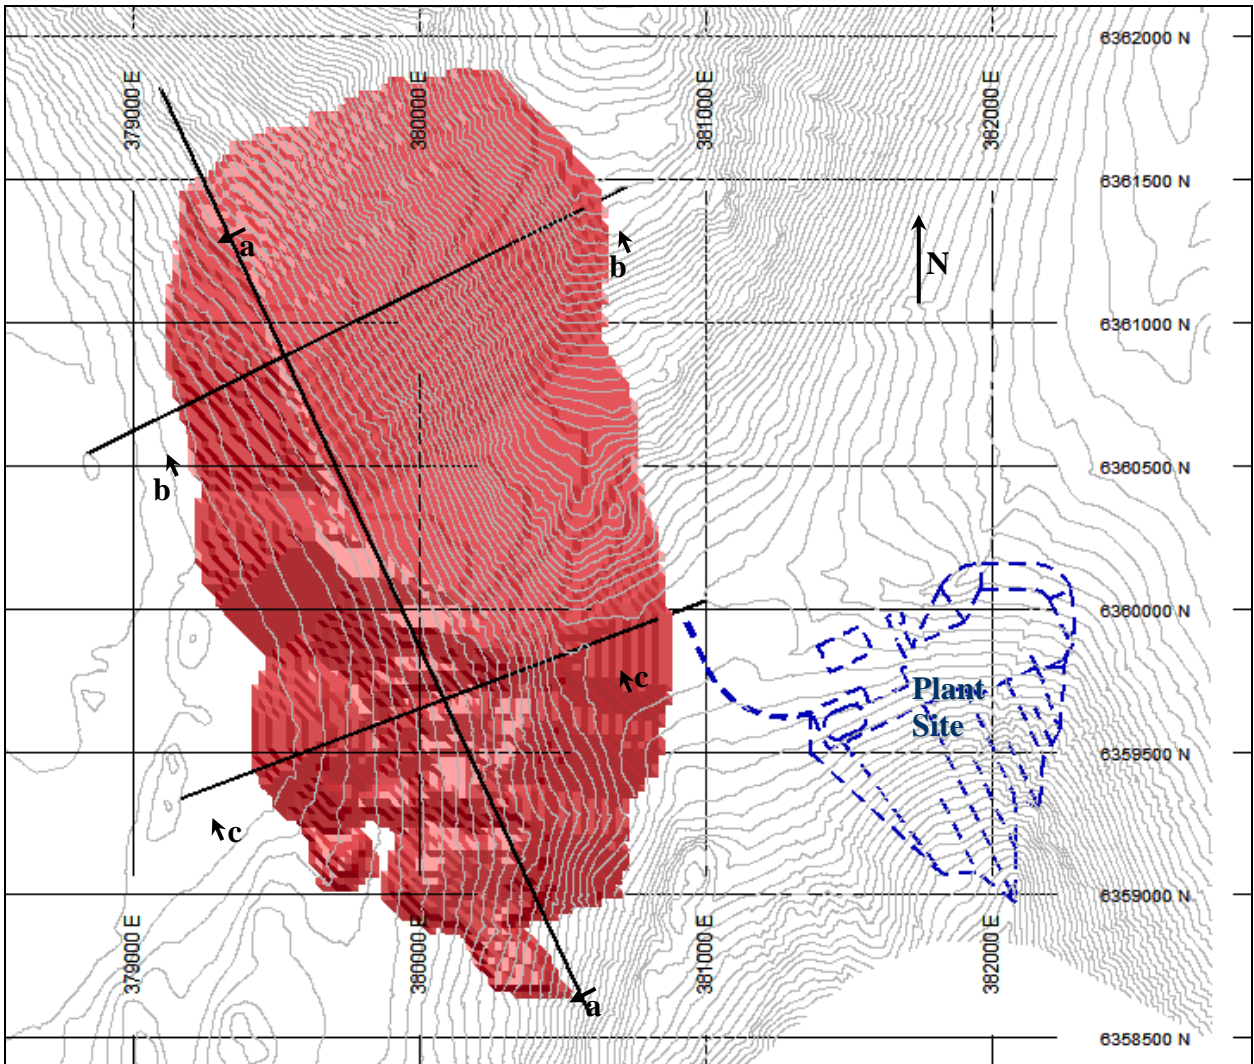 6362000 N
379000 E
380000 E
381000 E
382000 E
6361500 N
a
b
N
6361000 N
b
6360500 N
6360000 N
c
Plant
Site
6359500 N
c
6359000 N
379000 E
380000 E
381000 E
382000 E
a
6358500 N